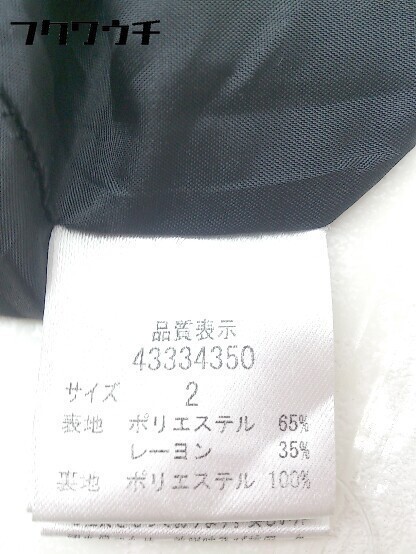 フクウチ
品質表示
43334350
サイズ 2
表地 ポリエステル 65%
レーヨン 35%
裏地 ポリエステル 100%